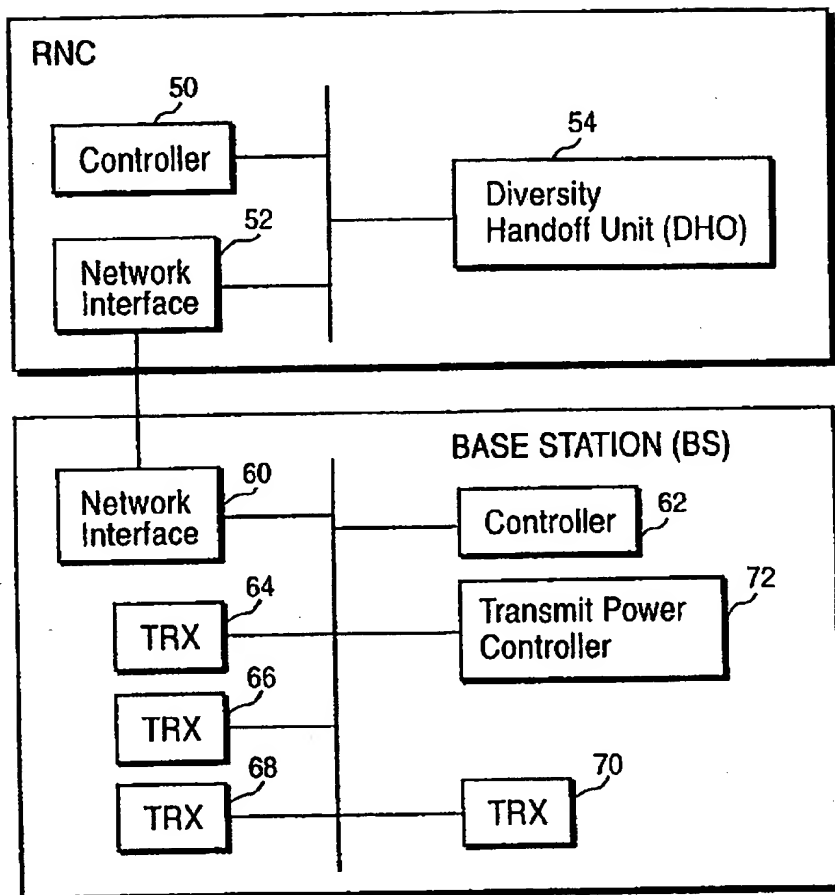 RNC
50
Controller
52
Network
Interface
54
Diversity
Handoff Unit (DHO)
BASE STATION (BS)
60
Network
Interface
Controller
62
64
TRX
72
Transmit Power
Controller
66
TRX
68
TRX
70
TRX